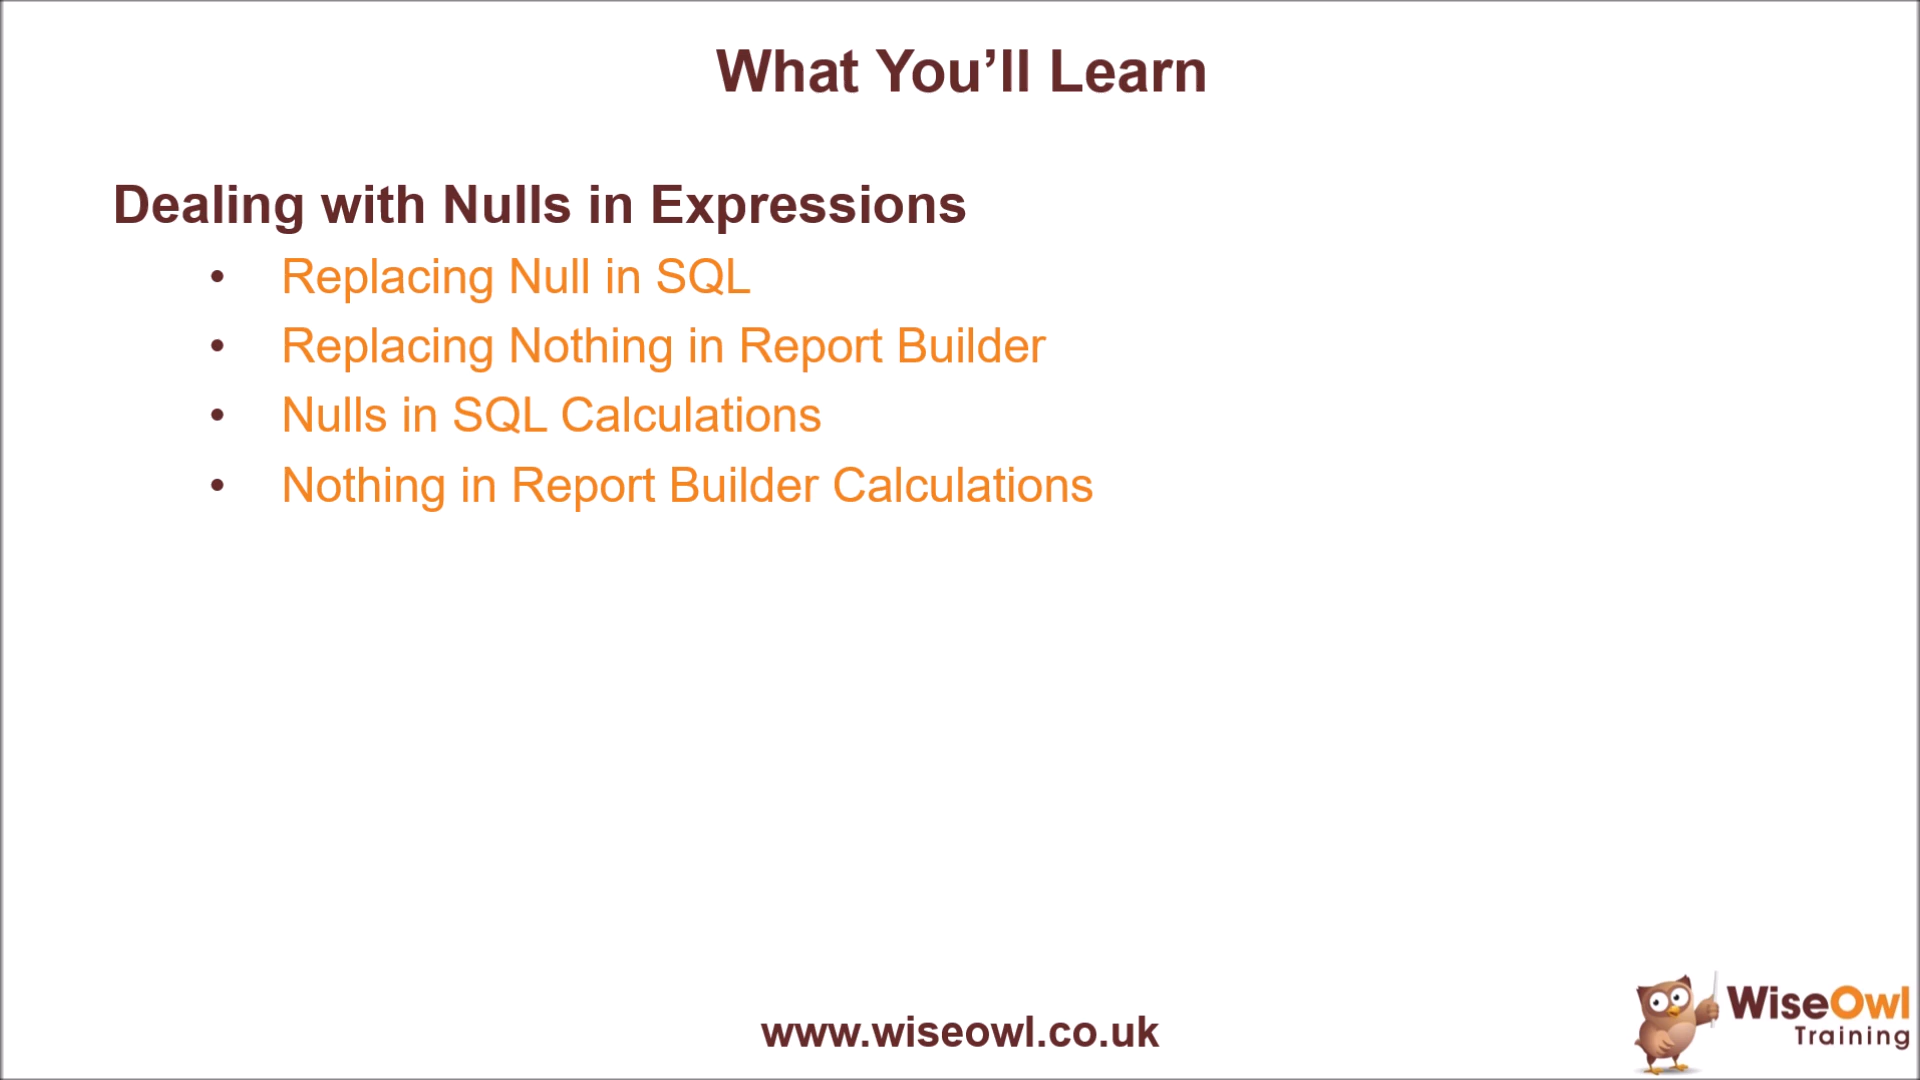 What You’ll Learn
Dealing with Nulls in Expressions
• Replacing Null in SQL
• Replacing Nothing in Report Builder
• Nulls in SQL Calculations
• Nothing in Report Builder Calculations
www.wiseowl.co.uk
WiseOwl
Training